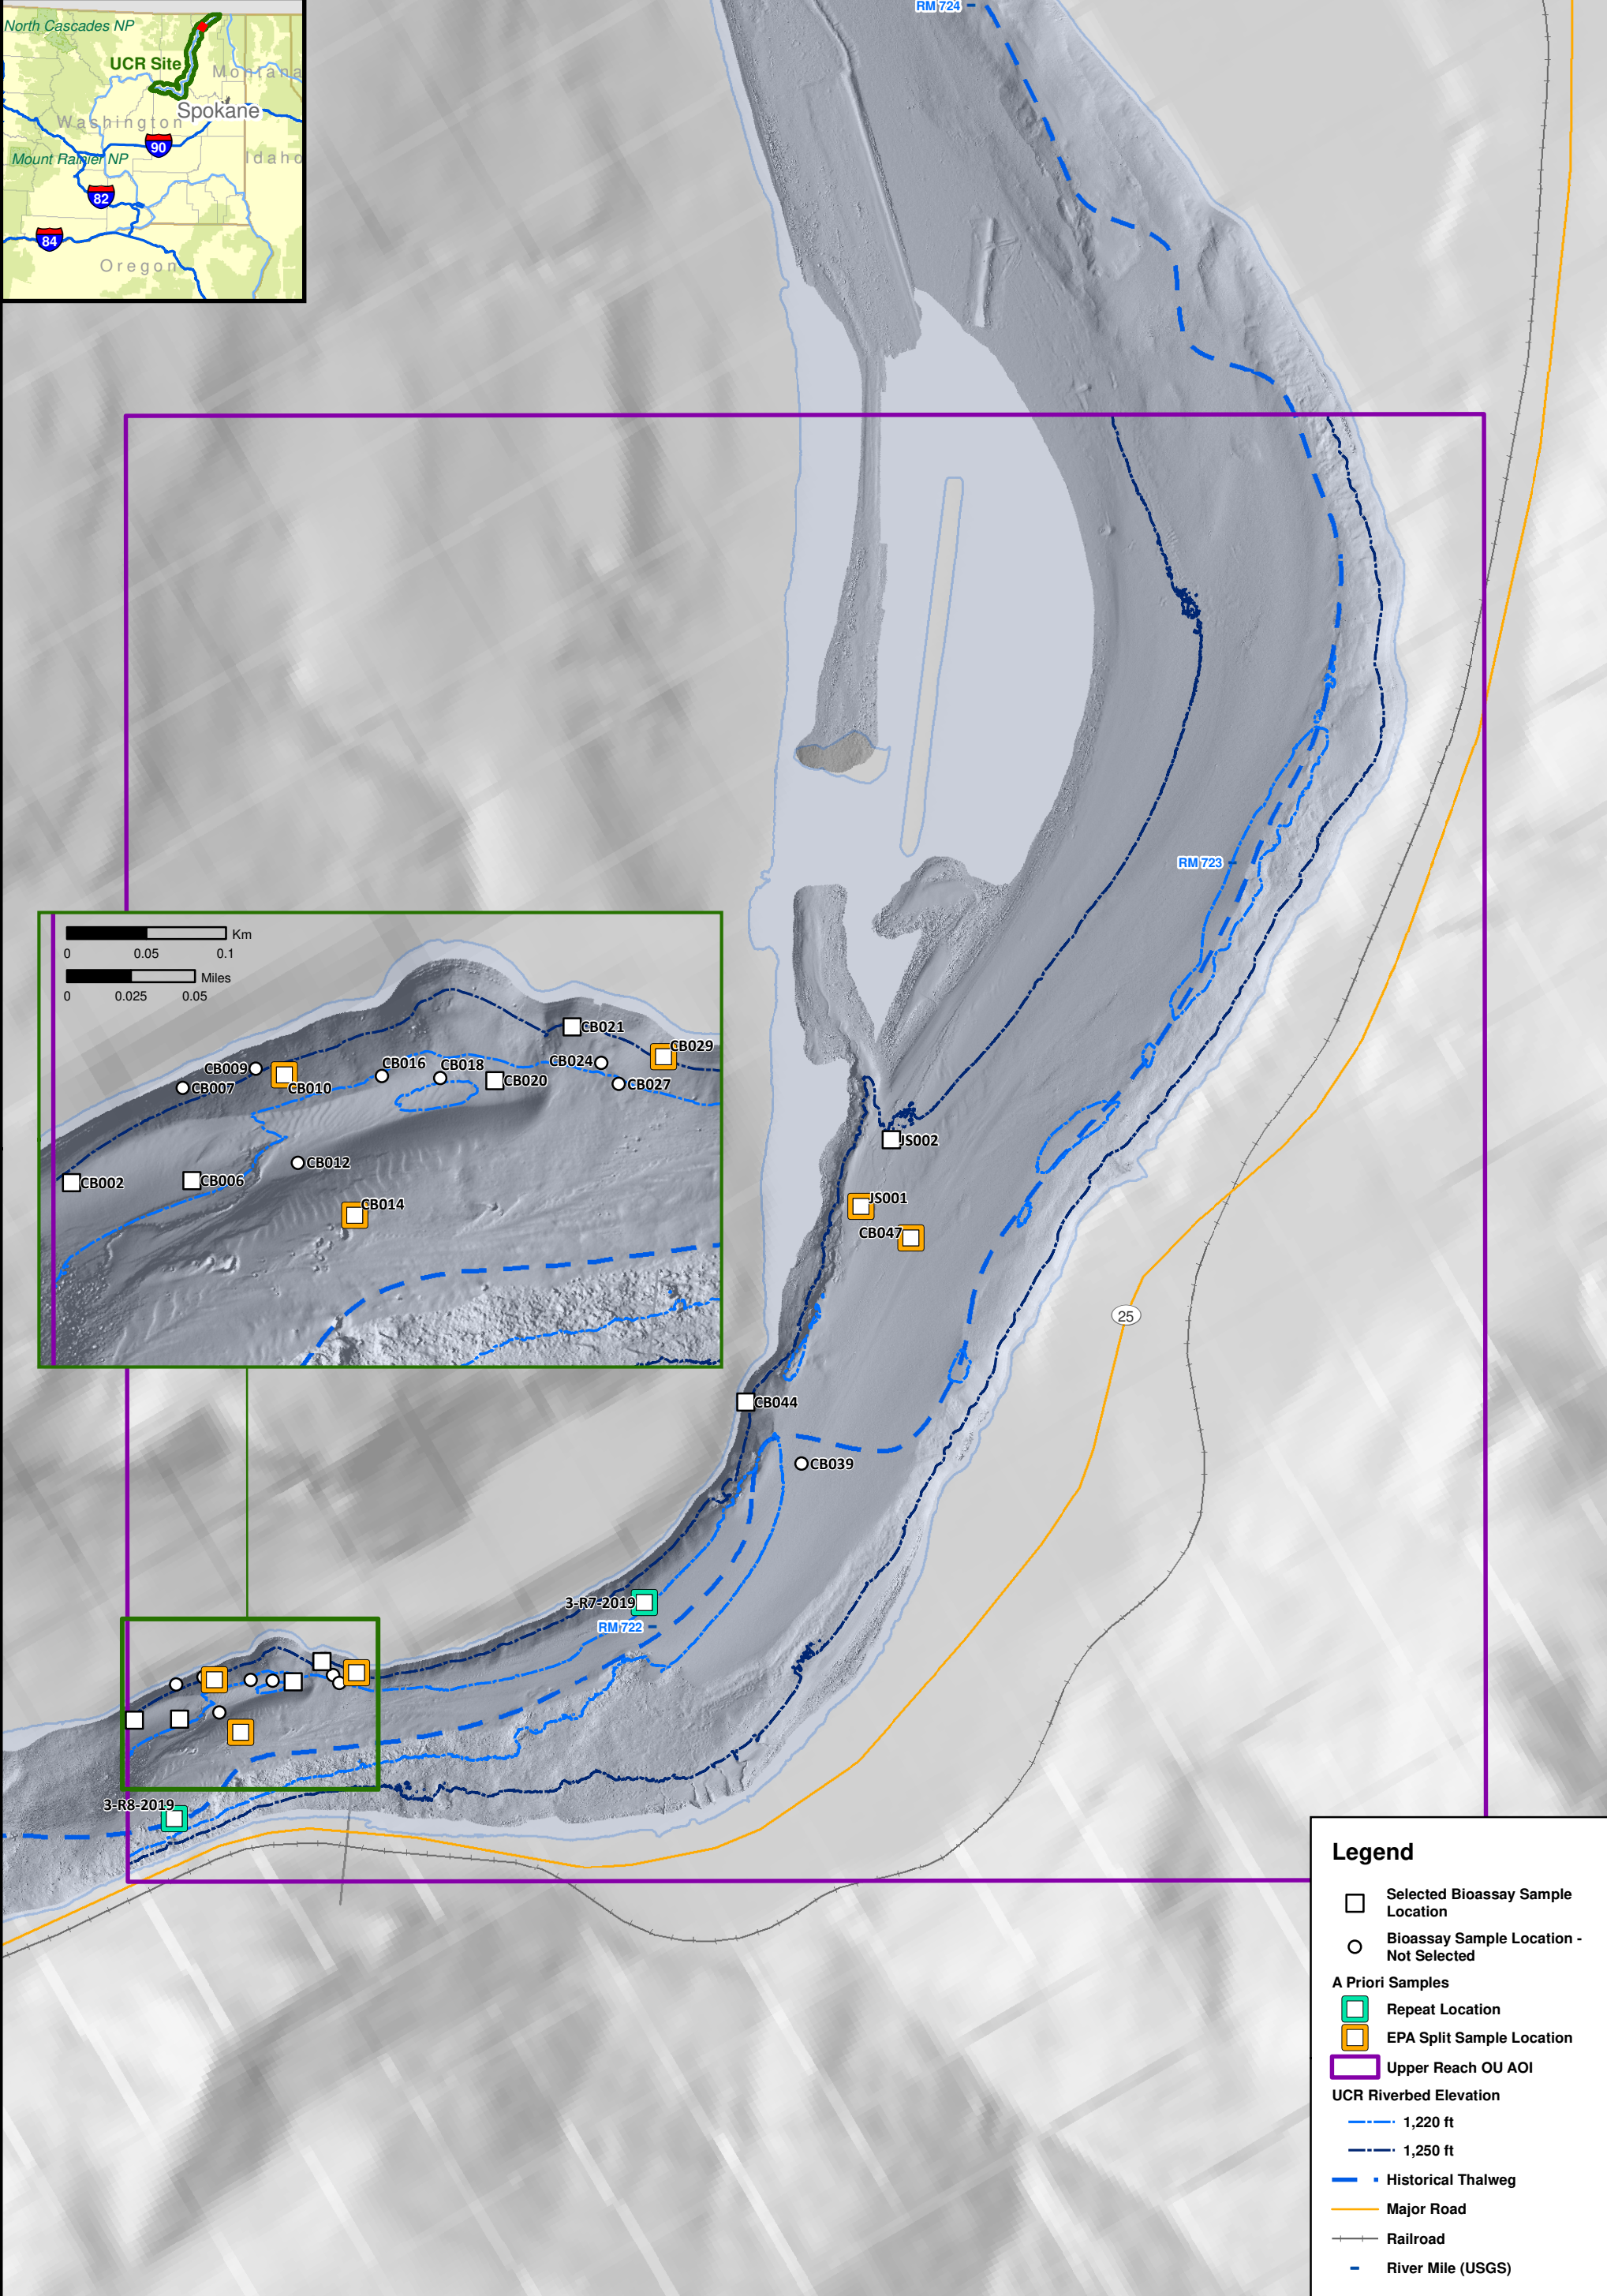 RM 724
North Cascades NP
UCR Site
Montana
Spokane
Washington
90
Mount Rainier NP
Idaho
82
84
Oregon
RM 723
Km
0 0.05 0.1
Miles
0 0.025 0.05
CB021
CB029
CB009
CB016
CB018
CB024
CB007
CB010
CB020
CB027
CB012
CB002
CB006
CB014
JS002
JS001
CB047
25
CB044
CB039
3-R7-2019
RM 722
3-R8-2019
Legend
Selected Bioassay Sample
Location
Bioassay Sample Location -
Not Selected
A Priori Samples
Repeat Location
EPA Split Sample Location
Upper Reach OU AOI
UCR Riverbed Elevation
1,220 ft
1,250 ft
Historical Thalweg
Major Road
Railroad
River Mile (USGS)